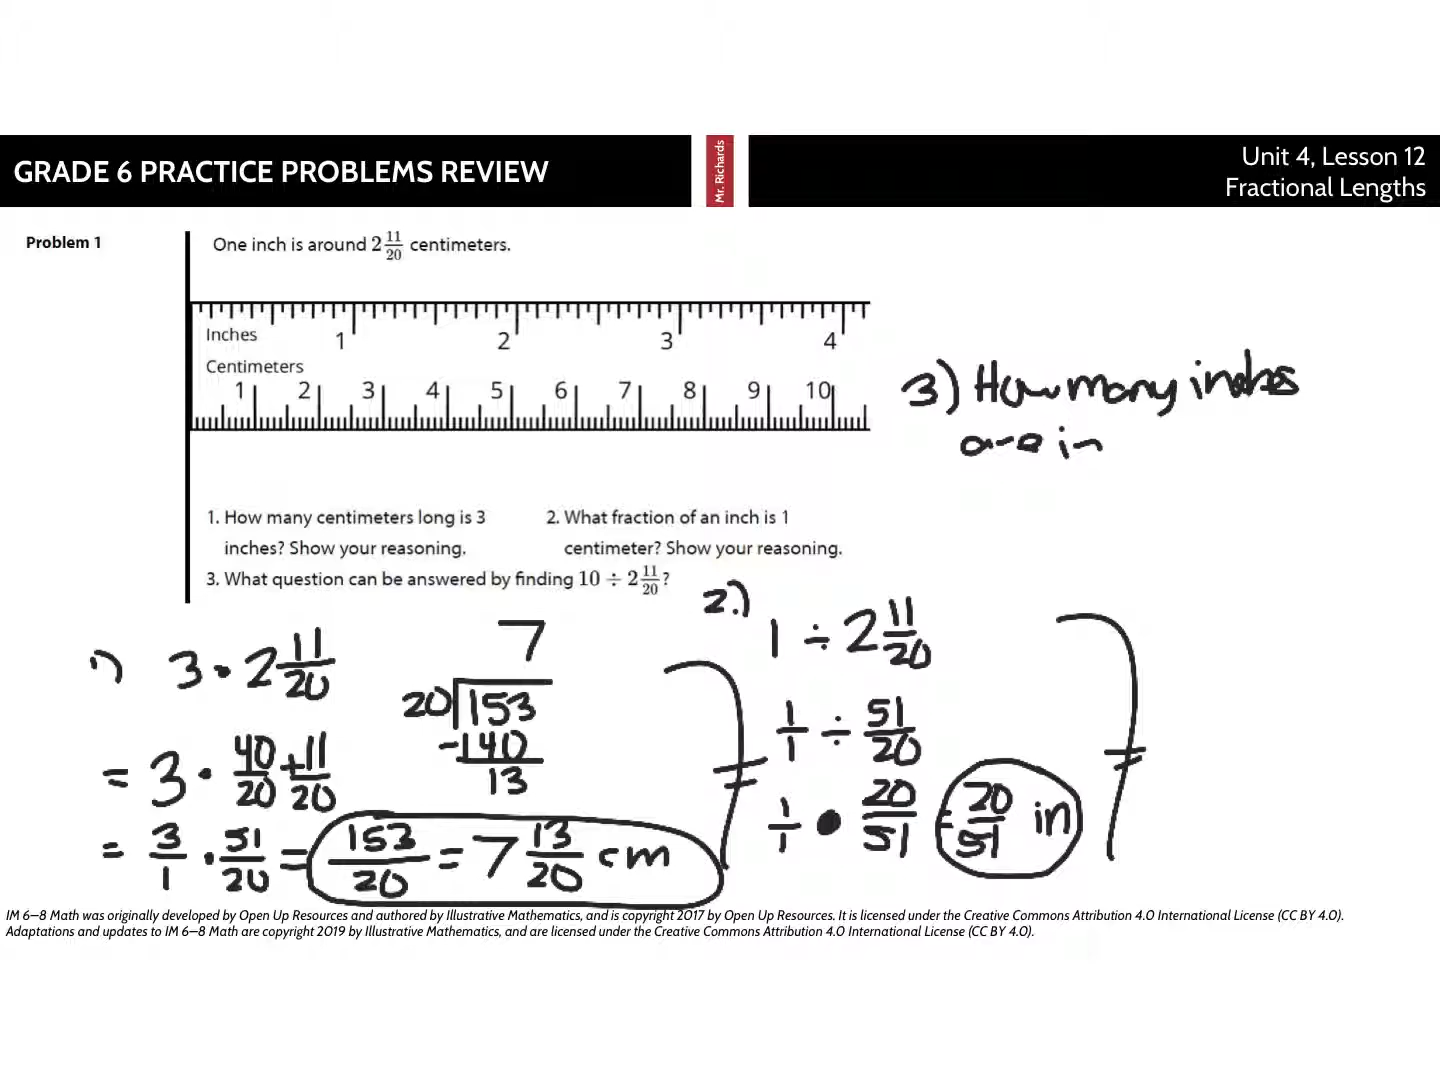 GRADE 6 PRACTICE PROBLEMS REVIEW
Mr. Richards
Unit 4, Lesson 12
Fractional Lengths
Problem 1
One inch is around 2 11/20 centimeters.
Inches
1 2 3 4
Centimeters
1 2 3 4 5 6 7 8 9 10
3) How many inches
are in
1. How many centimeters long is 3
inches? Show your reasoning.
2. What fraction of an inch is 1
centimeter? Show your reasoning.
3. What question can be answered by finding 10 ÷ 2 11/20?
1) 3 · 2 11/20
= 3 · 40/20 + 11/20
= 3/1 · 51/20 = 153/20 = 7 13/20 cm
7
20 153
-140
13
2.) 1 ÷ 2 11/20
1/1 ÷ 51/20
1/1 • 20/51 = 20/51 in
IM 6–8 Math was originally developed by Open Up Resources and authored by Illustrative Mathematics, and is copyright 2017 by Open Up Resources. It is licensed under the Creative Commons Attribution 4.0 International License (CC BY 4.0).
Adaptations and updates to IM 6–8 Math are copyright 2019 by Illustrative Mathematics, and are licensed under the Creative Commons Attribution 4.0 International License (CC BY 4.0).